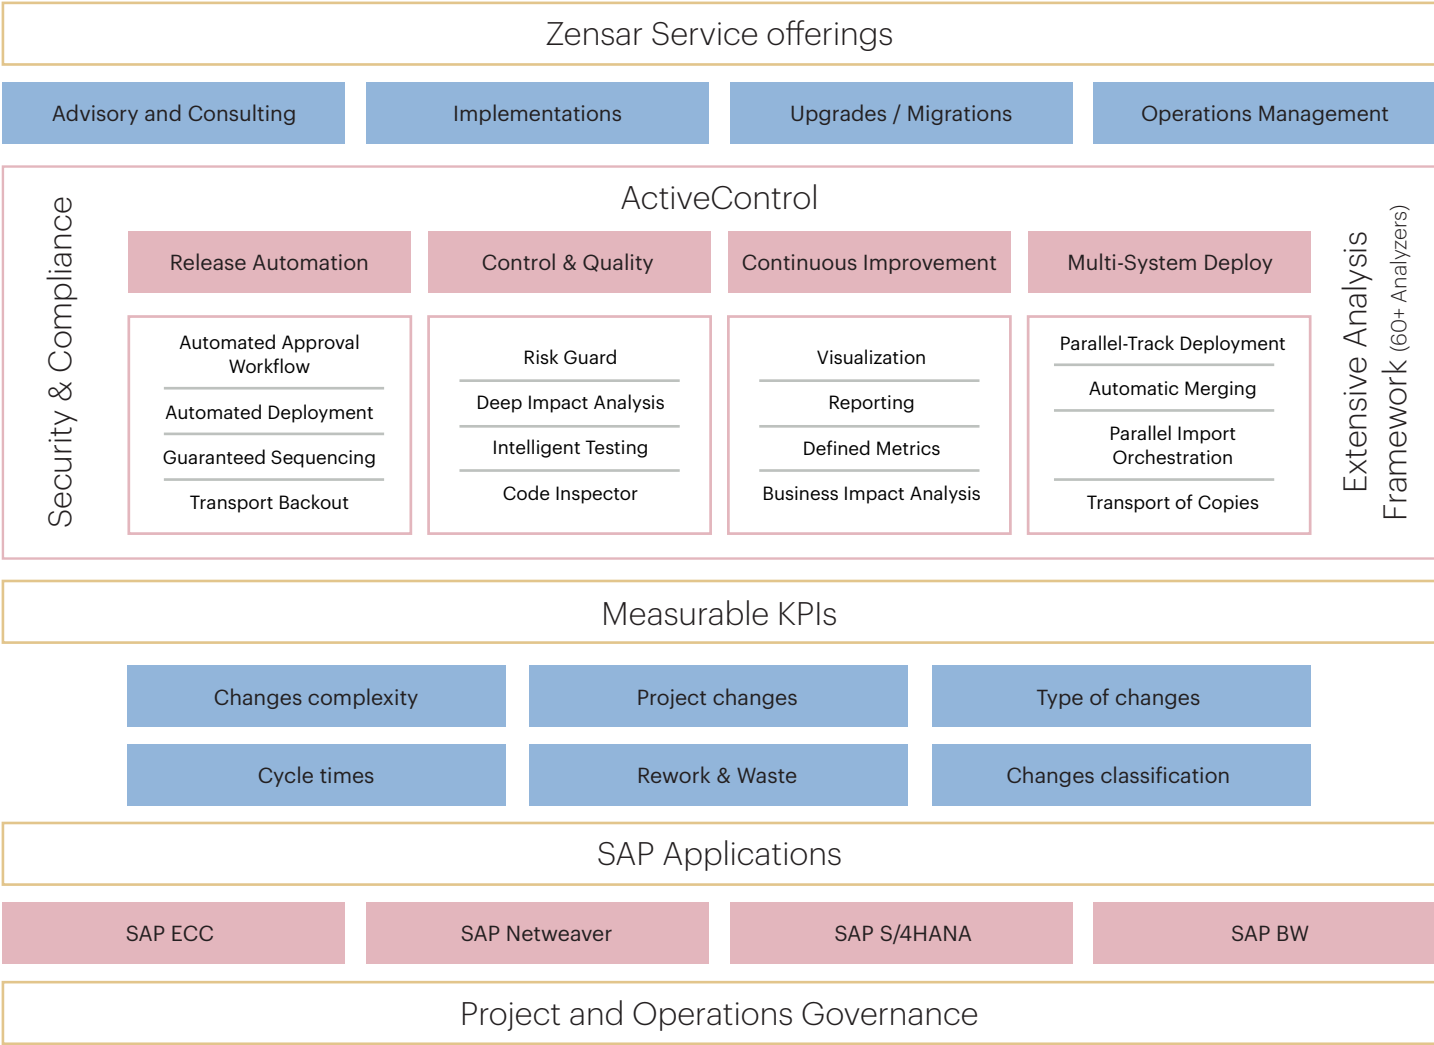 Zensar Service offerings
Advisory and Consulting
Implementations
Upgrades / Migrations
Operations Management
Security & Compliance
ActiveControl
Release Automation
Automated Approval
Workflow
Automated Deployment
Guaranteed Sequencing
Transport Backout
Control & Quality
Risk Guard
Deep Impact Analysis
Intelligent Testing
Code Inspector
Continuous Improvement
Visualization
Reporting
Defined Metrics
Business Impact Analysis
Multi-System Deploy
Parallel-Track Deployment
Automatic Merging
Parallel Import
Orchestration
Transport of Copies
Extensive Analysis
Framework (60+ Analyzers)
Measurable KPIs
Changes complexity
Project changes
Type of changes
Cycle times
Rework & Waste
Changes classification
SAP Applications
SAP ECC
SAP Netweaver
SAP S/4HANA
SAP BW
Project and Operations Governance